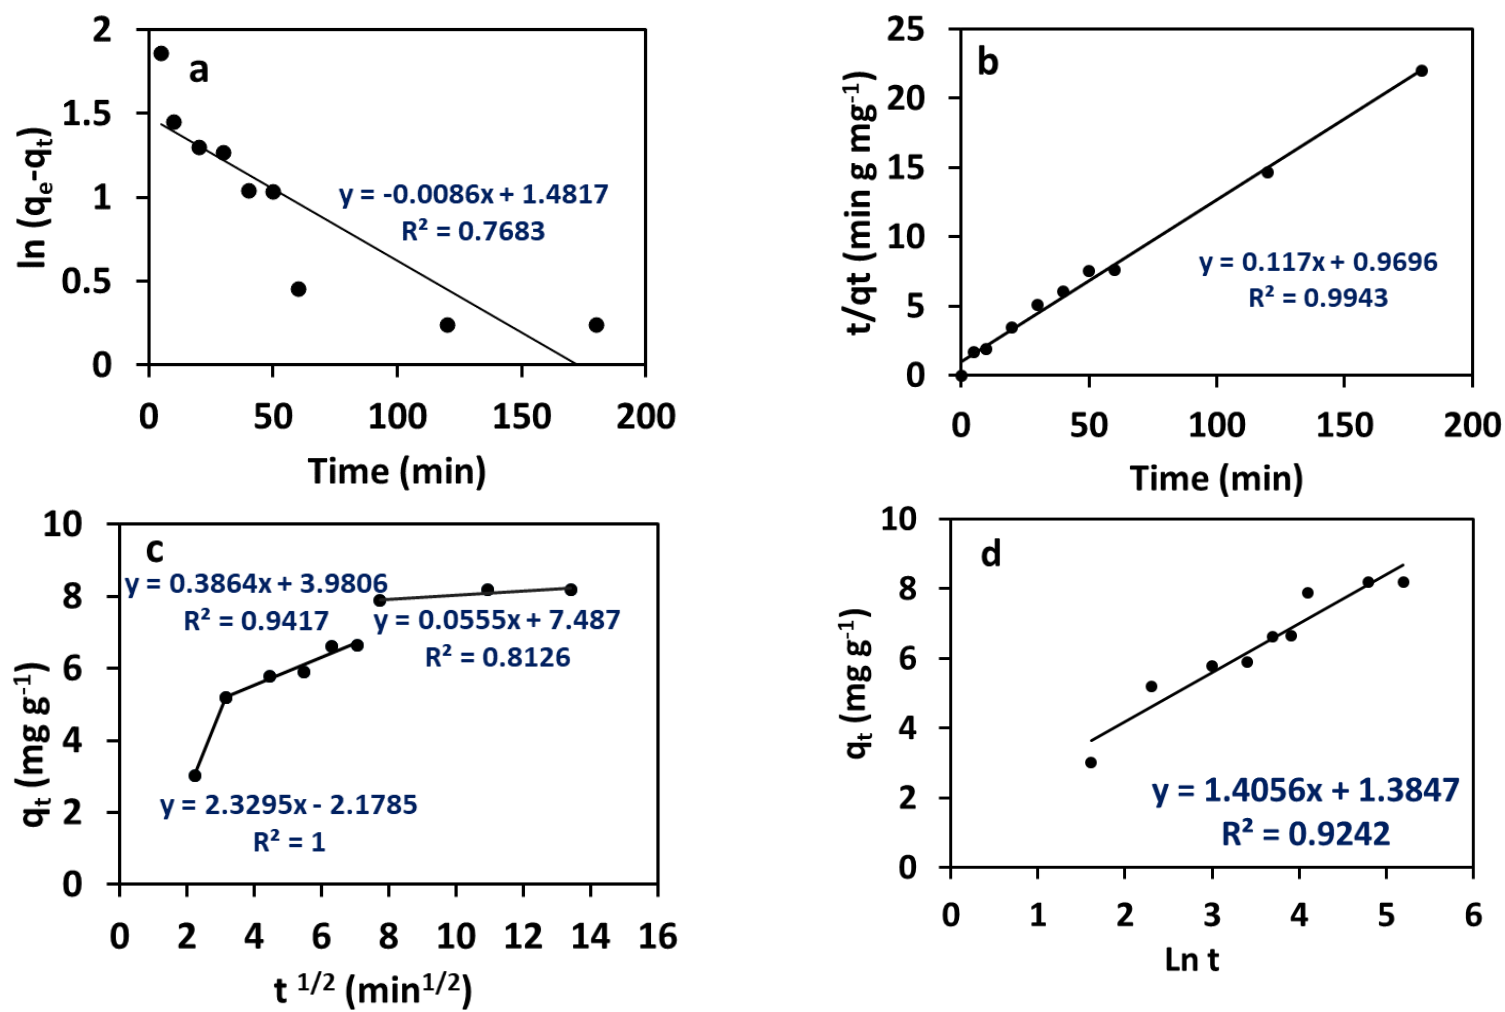 a
ln (qₑ-qₜ)
2
1.5
1
0.5
0
y = -0.0086x + 1.4817
R² = 0.7683
0 50 100 150 200
Time (min)
b
t/qt (min g mg⁻¹)
25
20
15
10
5
0
y = 0.117x + 0.9696
R² = 0.9943
0 50 100 150 200
Time (min)
c
qₜ (mg g⁻¹)
10
8
6
4
2
0
y = 0.3864x + 3.9806
R² = 0.9417
y = 0.0555x + 7.487
R² = 0.8126
y = 2.3295x - 2.1785
R² = 1
0 2 4 6 8 10 12 14 16
t ¹/² (min¹/²)
d
qₜ (mg g⁻¹)
10
8
6
4
2
0
y = 1.4056x + 1.3847
R² = 0.9242
0 1 2 3 4 5 6
Ln t